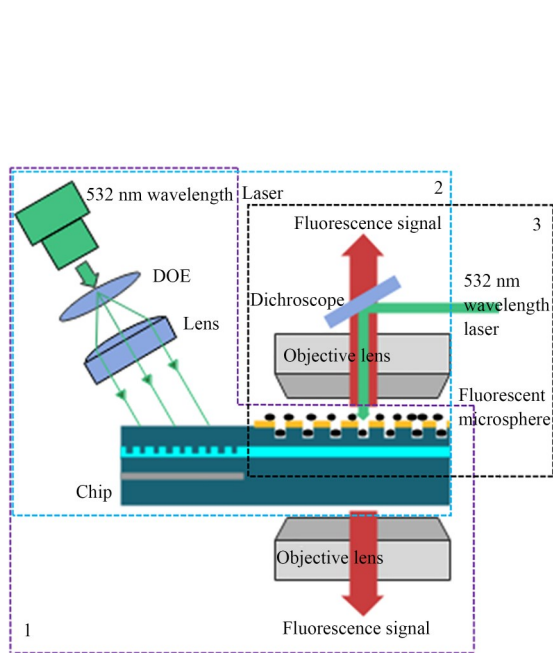 532 nm wavelength Laser
2
Fluorescence signal
3
DOE
Dichroscope
532 nm
wavelength
laser
Lens
Objective lens
Fluorescent
microsphere
Chip
Objective lens
1
Fluorescence signal